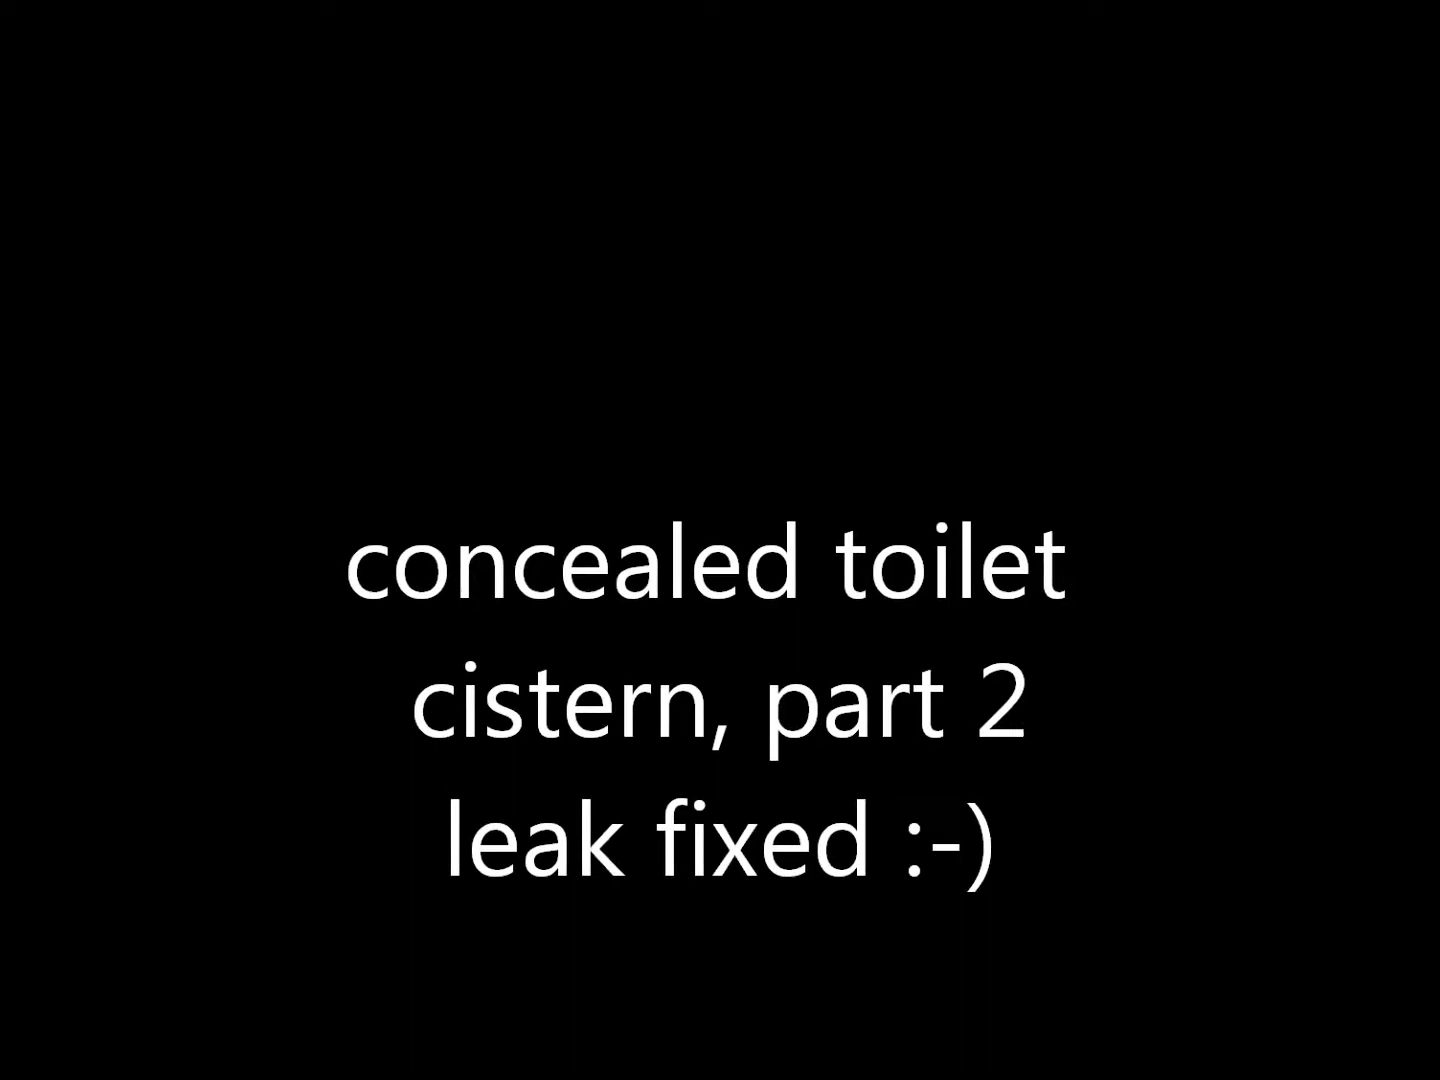 concealed toilet
cistern, part 2
leak fixed :-)